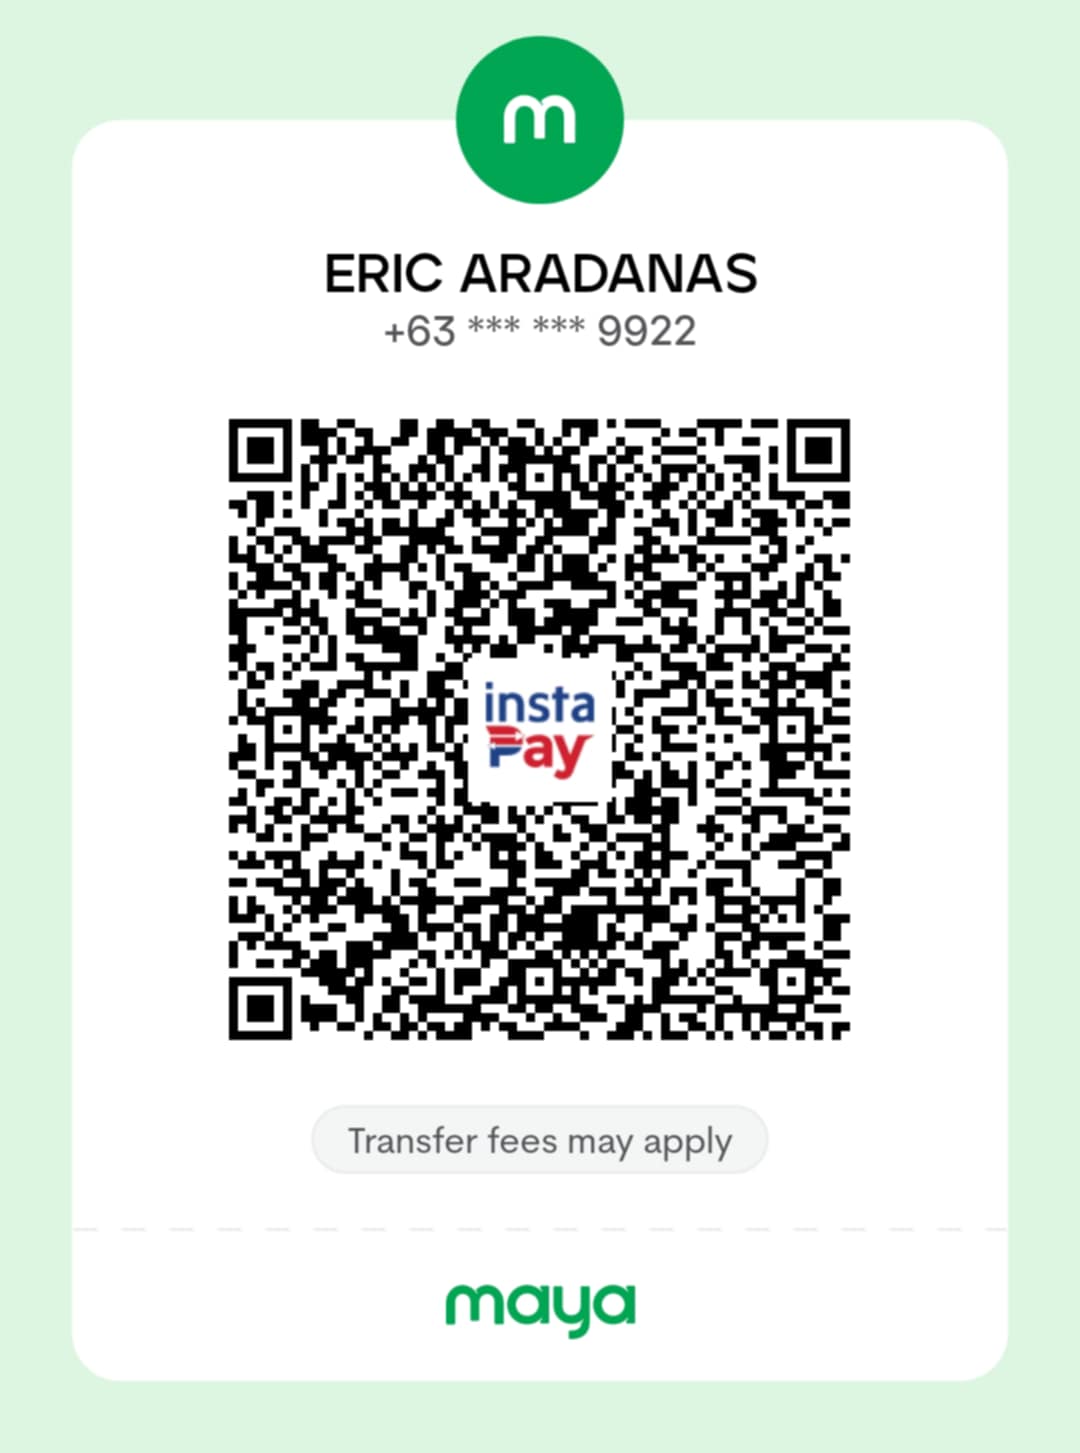 m
ERIC ARADANAS
+63 *** *** 9922
insta
Pay
Transfer fees may apply
maya